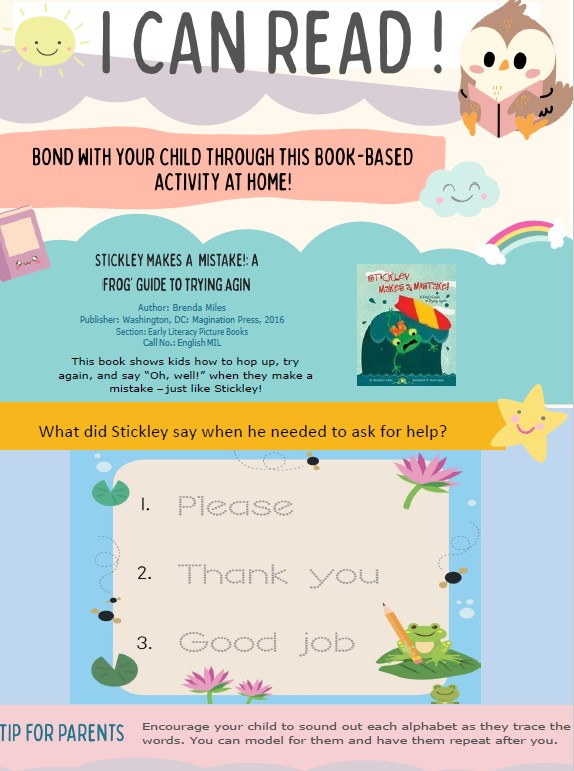 I CAN READ !
BOND WITH YOUR CHILD THROUGH THIS BOOK-BASED
ACTIVITY AT HOME!
STICKLEY MAKES A MISTAKE!: A
FROG' GUIDE TO TRYING AGIN
Author: Brenda Miles
Publisher: Washington, DC: Magination Press, 2016
Section: Early Literacy Picture Books
Call No.: English MIL
This book shows kids how to hop up, try
again, and say “Oh, well!” when they make a
mistake – just like Stickley!
STICKLEY
MAKES A MISTAKE!
A Frog's Guide
to Trying Again
What did Stickley say when he needed to ask for help?
1. Please
2. Thank you
3. Good job
TIP FOR PARENTS
Encourage your child to sound out each alphabet as they trace the
words. You can model for them and have them repeat after you.